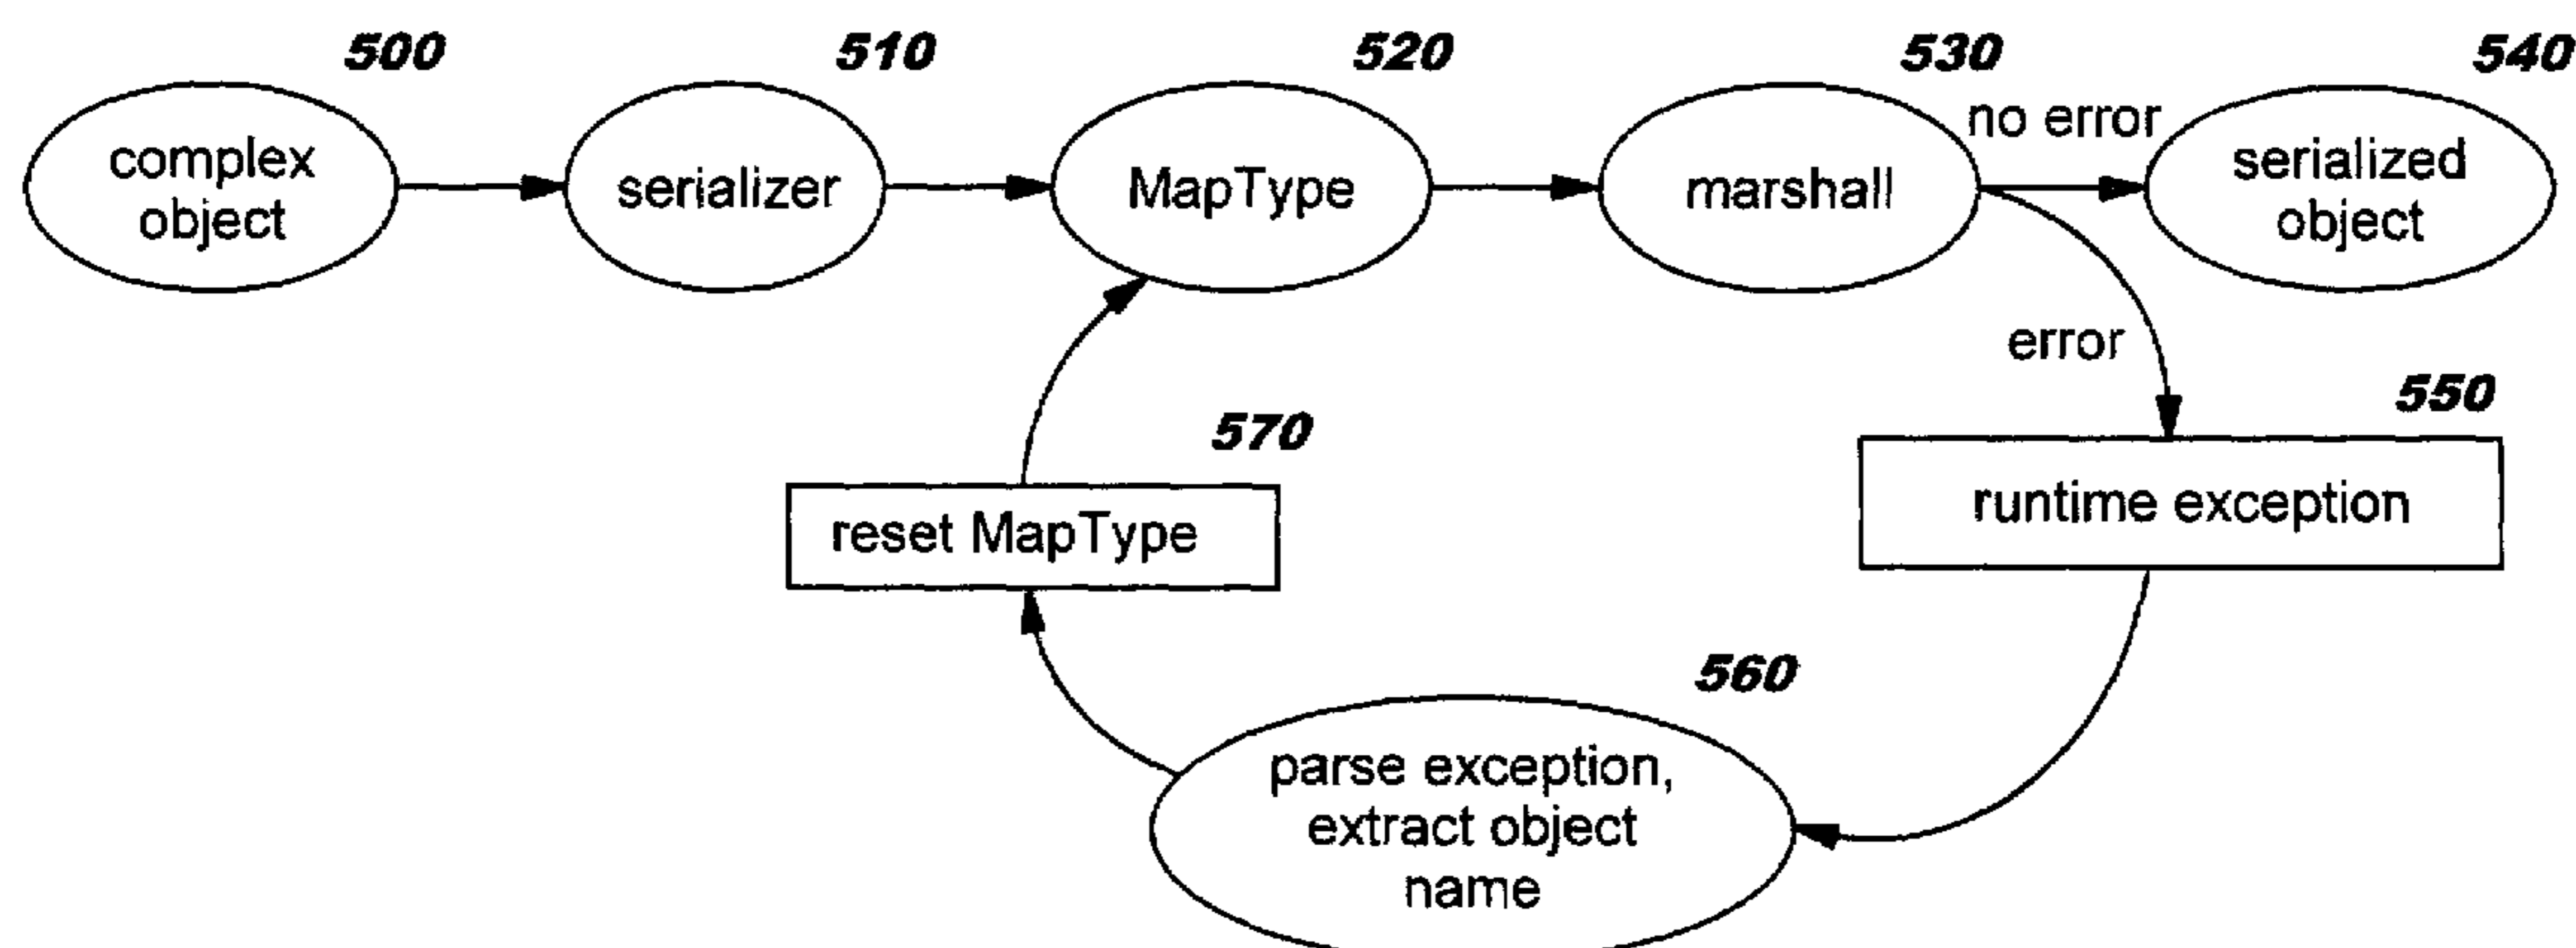 500
510
520
530
540
complex
object
serializer
MapType
marshall
no error
serialized
object
error
550
runtime exception
570
reset MapType
560
parse exception,
extract object
name